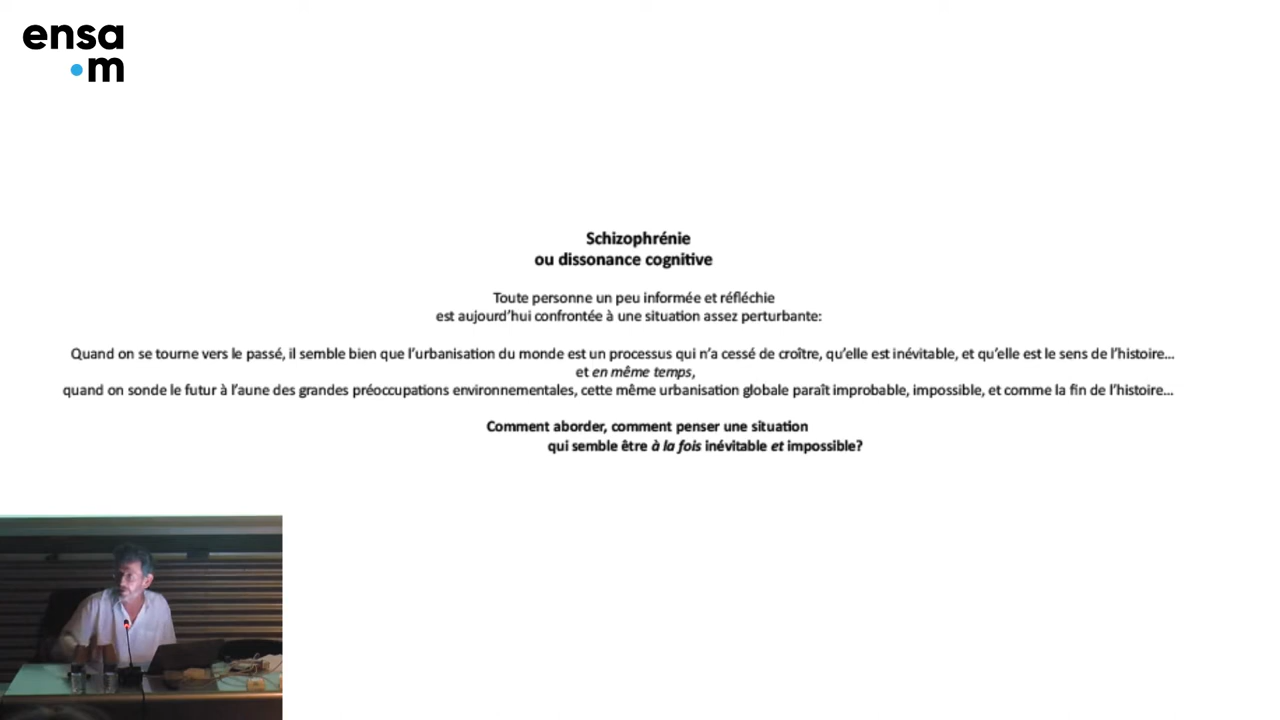 ensa
•m
Schizophrénie
ou dissonance cognitive
Toute personne un peu informée et réfléchie
est aujourd'hui confrontée à une situation assez perturbante:
Quand on se tourne vers le passé, il semble bien que l'urbanisation du monde est un processus qui n'a cessé de croître, qu'elle est inévitable, et qu'elle est le sens de l'histoire...
et en même temps,
quand on sonde le futur à l'aune des grandes préoccupations environnementales, cette même urbanisation globale paraît improbable, impossible, et comme la fin de l'histoire...
Comment aborder, comment penser une situation
qui semble être à la fois inévitable et impossible?